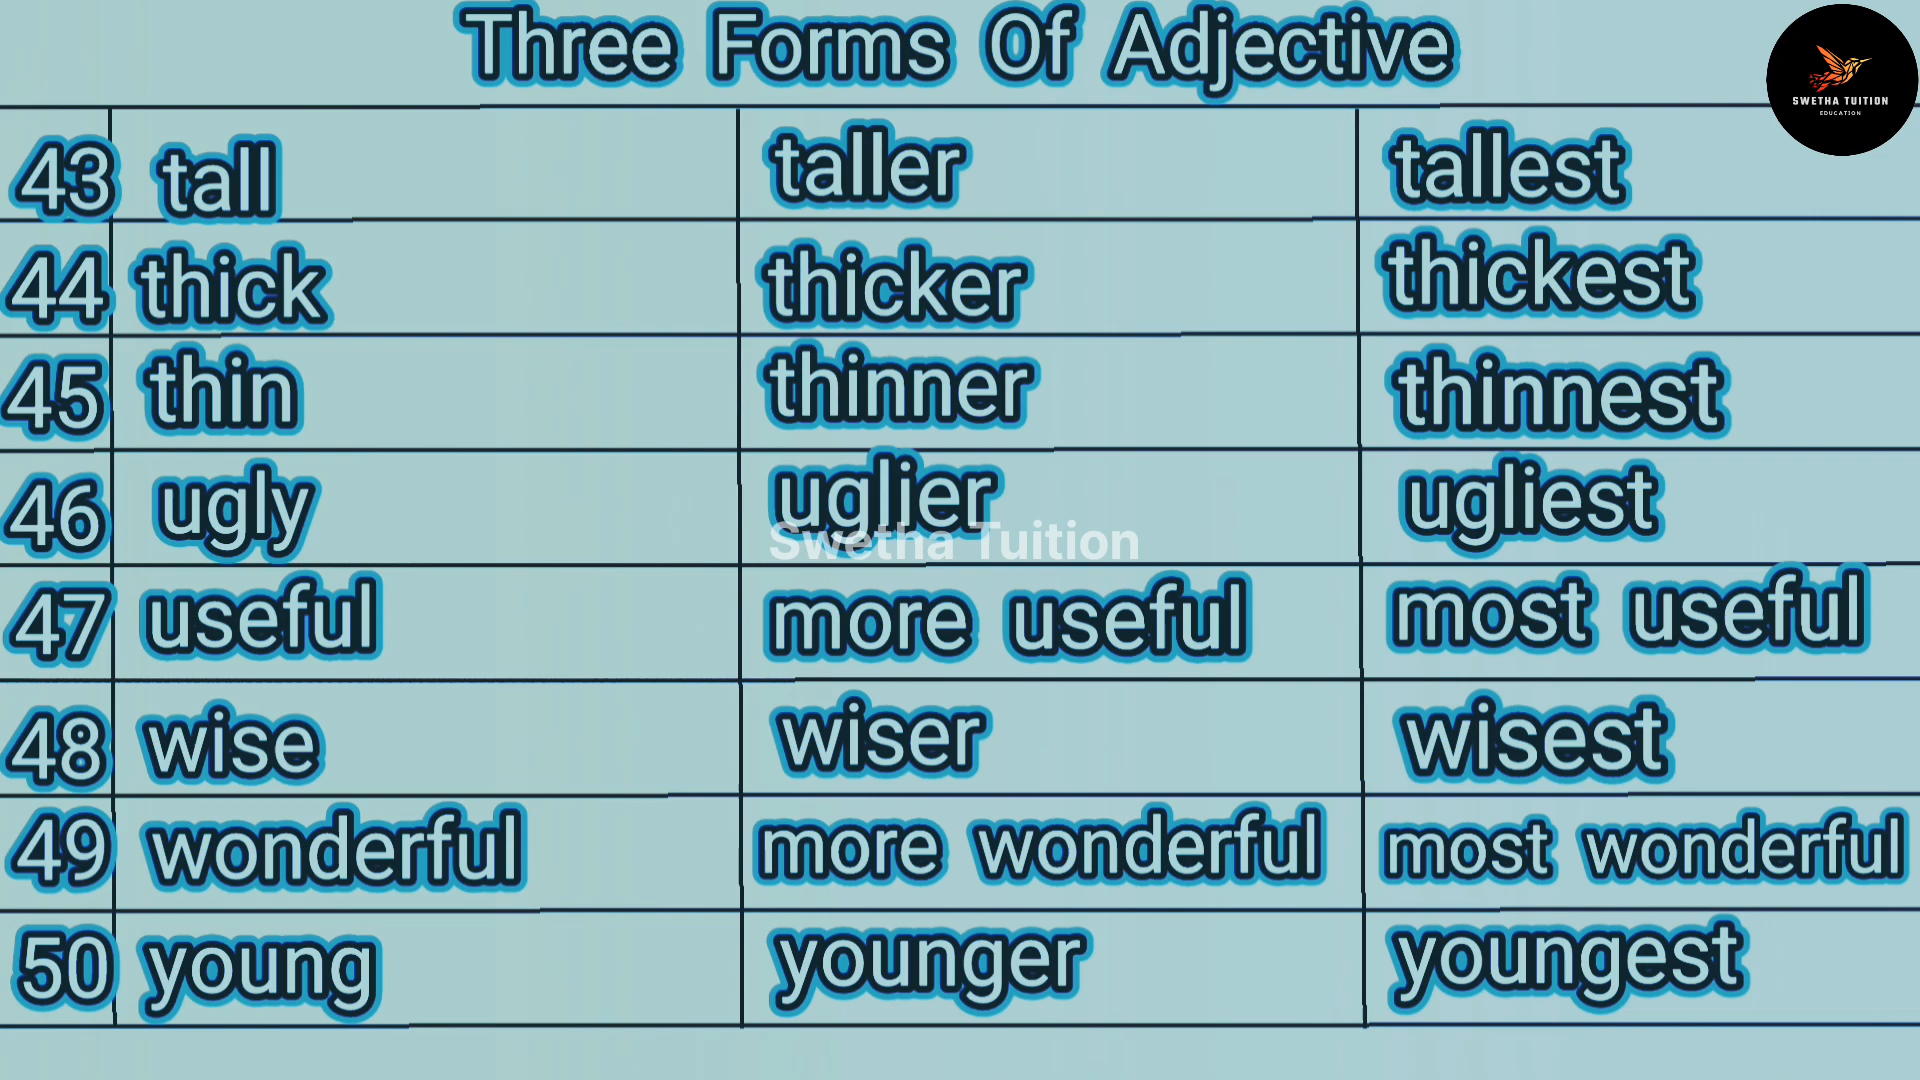 Three Forms Of Adjective
SWETHA TUITION
EDUCATION
43 tall taller tallest
44 thick thicker thickest
45 thin thinner thinnest
46 ugly uglier ugliest
Swetha Tuition
47 useful more useful most useful
48 wise wiser wisest
49 wonderful more wonderful most wonderful
50 young younger youngest